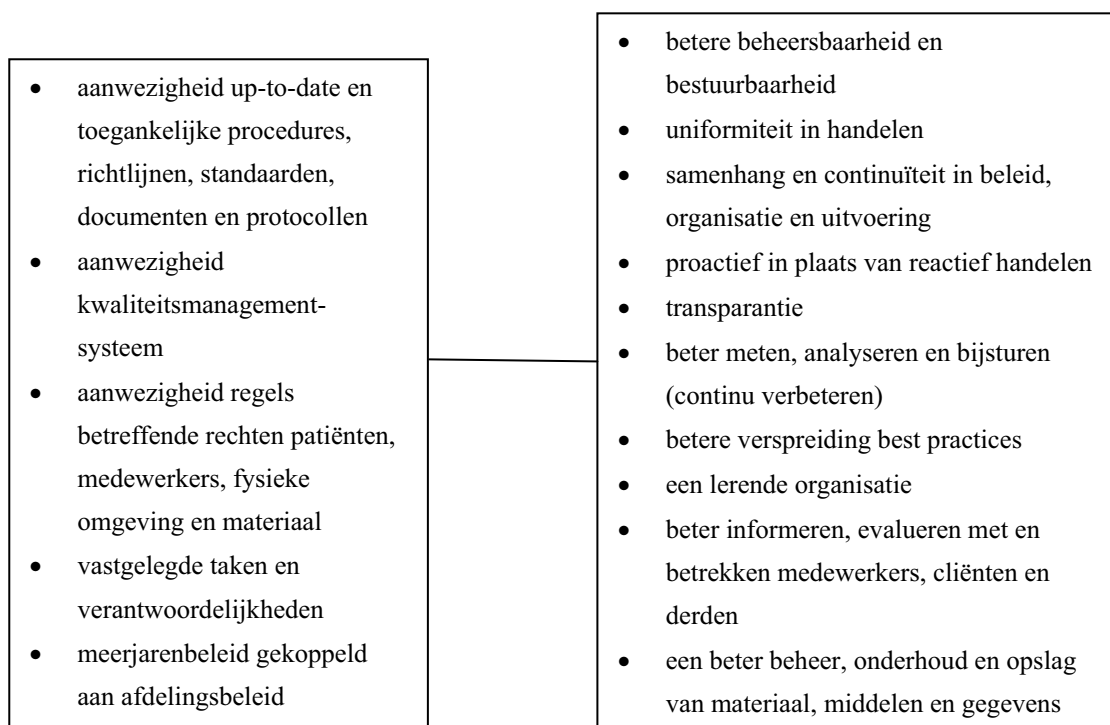 • aanwezigheid up-to-date en
toegankelijke procedures,
richtlijnen, standaarden,
documenten en protocollen
• aanwezigheid
kwaliteitsmanagement-
systeem
• aanwezigheid regels
betreffende rechten patiënten,
medewerkers, fysieke
omgeving en materiaal
• vastgelegde taken en
verantwoordelijkheden
• meerjarenbeleid gekoppeld
aan afdelingsbeleid
• betere beheersbaarheid en
bestuurbaarheid
• uniformiteit in handelen
• samenhang en continuïteit in beleid,
organisatie en uitvoering
• proactief in plaats van reactief handelen
• transparantie
• beter meten, analyseren en bijsturen
(continu verbeteren)
• betere verspreiding best practices
• een lerende organisatie
• beter informeren, evalueren met en
betrekken medewerkers, cliënten en
derden
• een beter beheer, onderhoud en opslag
van materiaal, middelen en gegevens